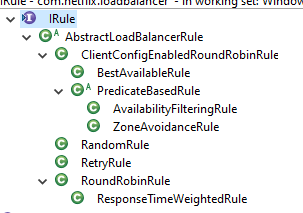 IRule - com.netflix.loadbalancer - in working set: Window
IRule
A
AbstractLoadBalancerRule
ClientConfigEnabledRoundRobinRule
BestAvailableRule
A
PredicateBasedRule
AvailabilityFilteringRule
ZoneAvoidanceRule
RandomRule
RetryRule
RoundRobinRule
ResponseTimeWeightedRule